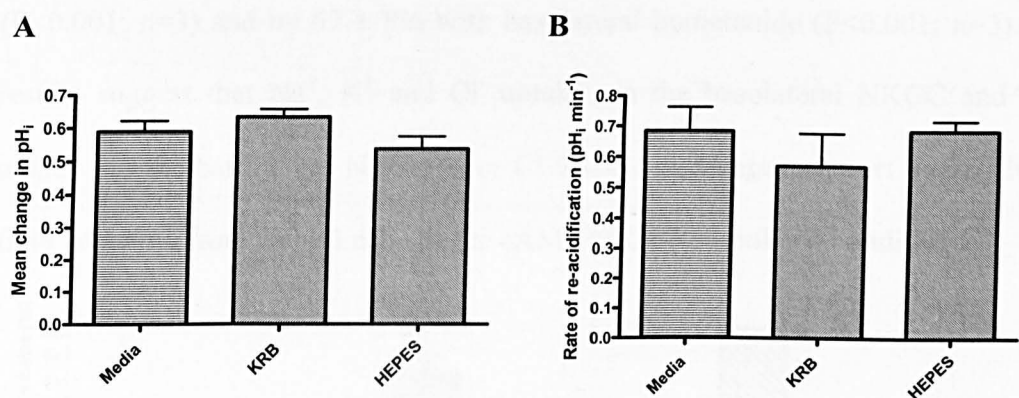 A
Mean change in pHi
0.7
0.6
0.5
0.4
0.3
0.2
0.1
0.0
Media
KRB
HEPES
B
Rate of re-acidification (pHi min-1)
0.8
0.7
0.6
0.5
0.4
0.3
0.2
0.1
0.0
Media
KRB
HEPES